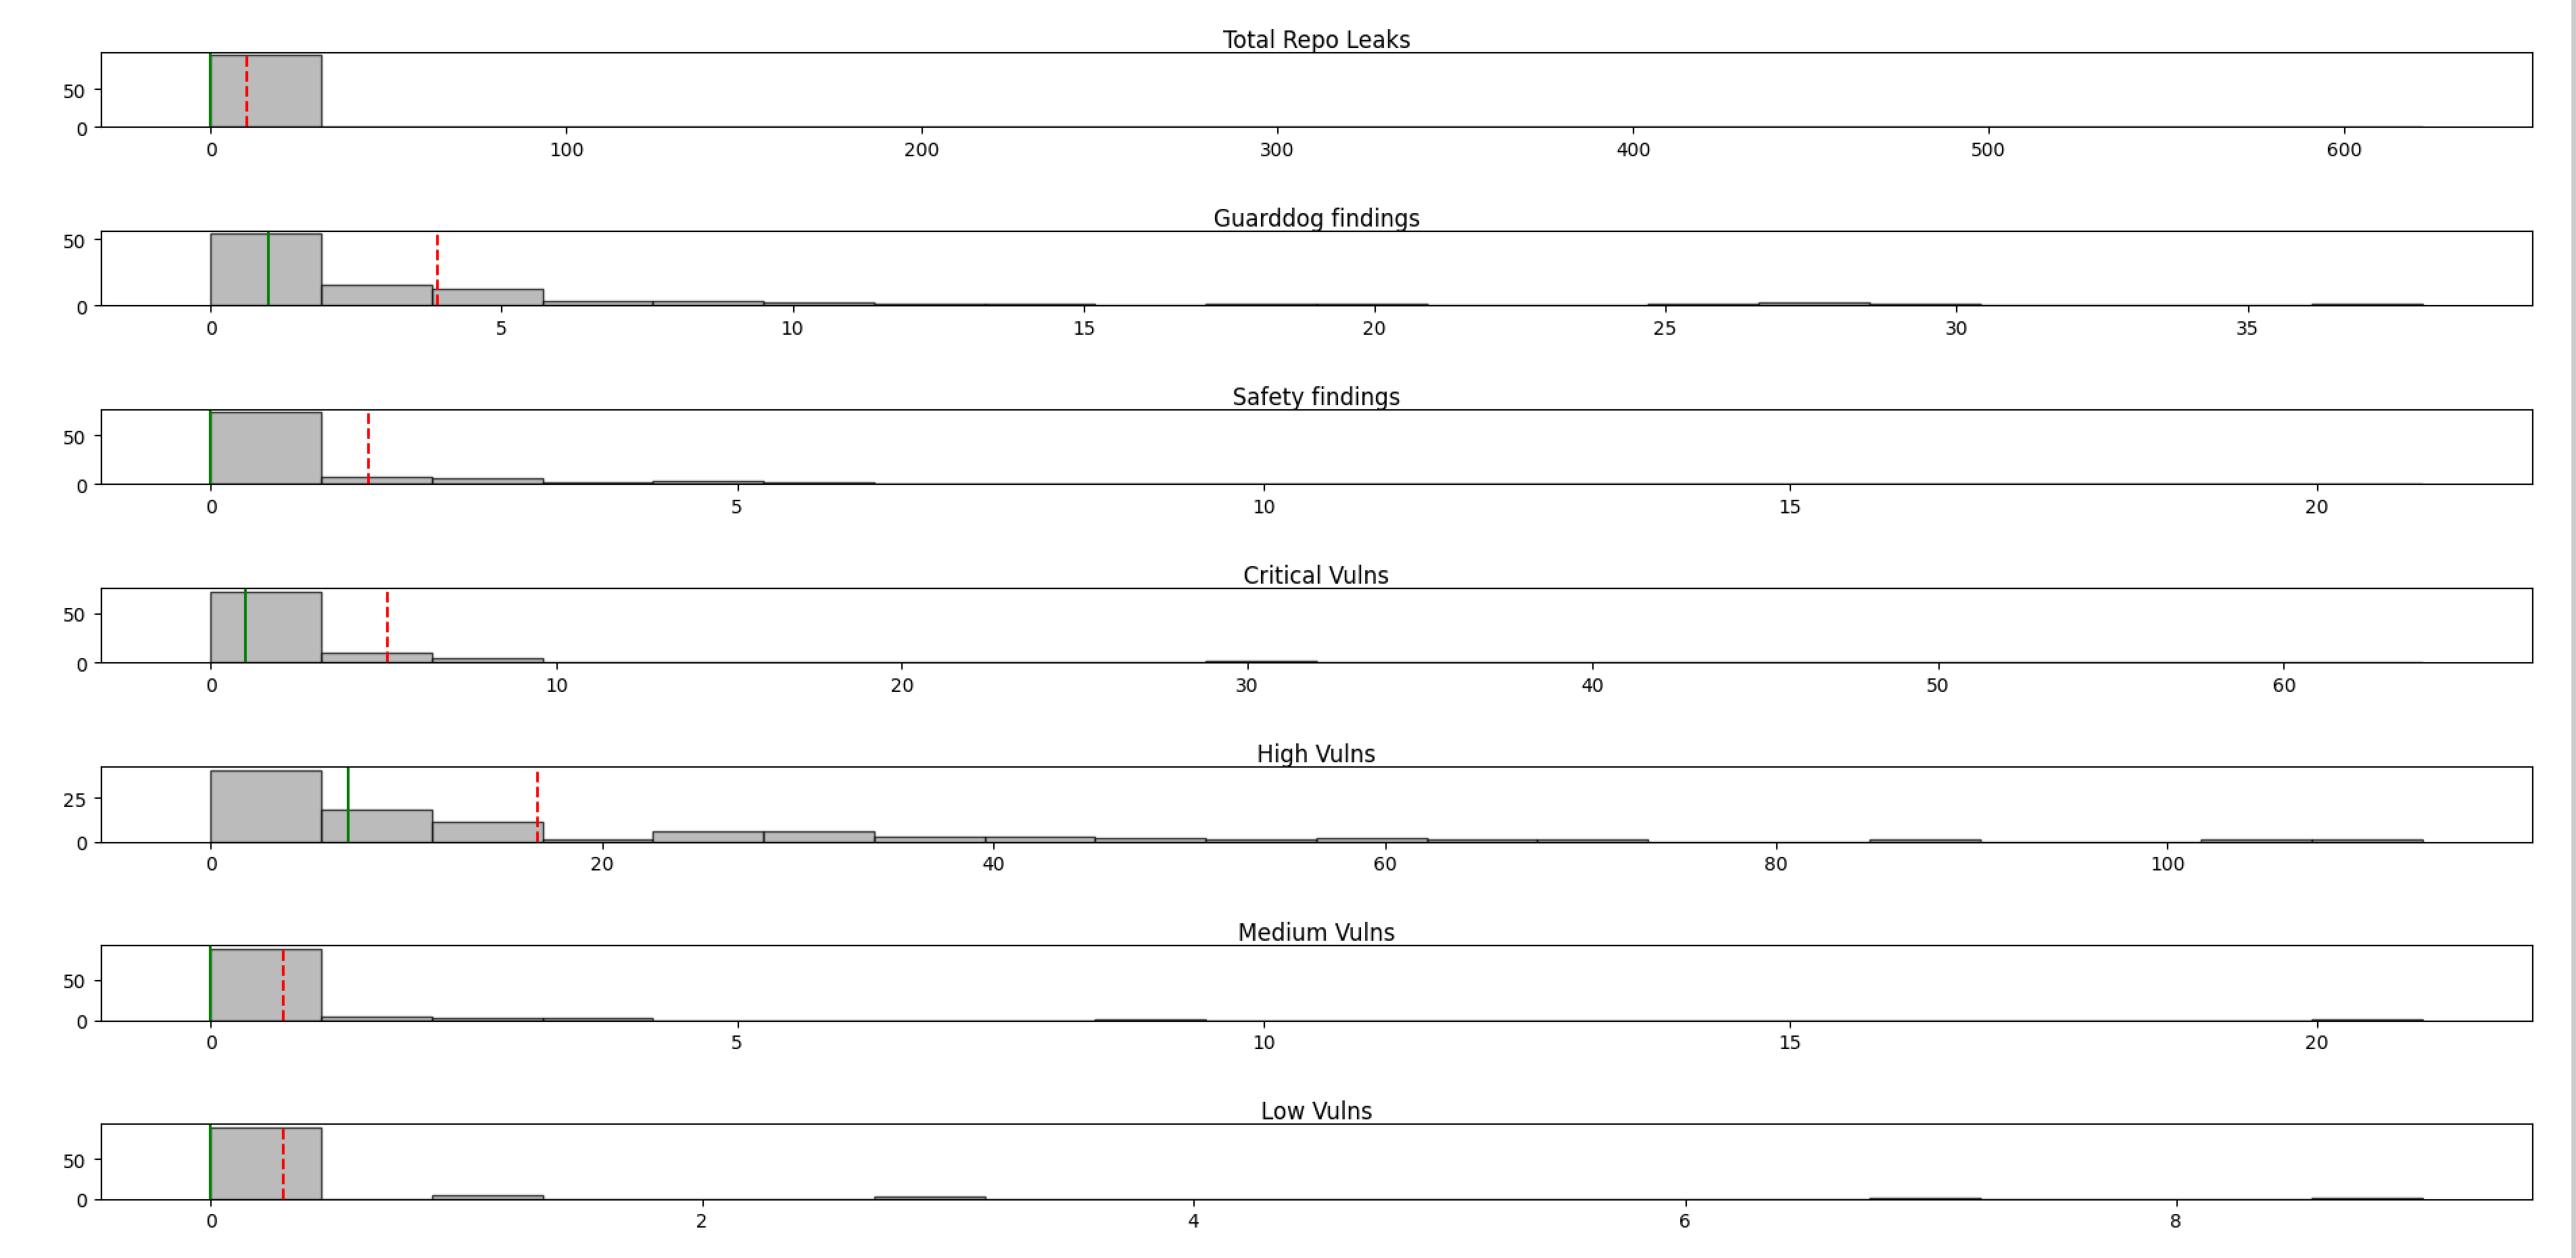 Total Repo Leaks
50
0
0 100 200 300 400 500 600
Guarddog findings
50
0
0 5 10 15 20 25 30 35
Safety findings
50
0
0 5 10 15 20
Critical Vulns
50
0
0 10 20 30 40 50 60
High Vulns
25
0
0 20 40 60 80 100
Medium Vulns
50
0
0 5 10 15 20
Low Vulns
50
0
0 2 4 6 8